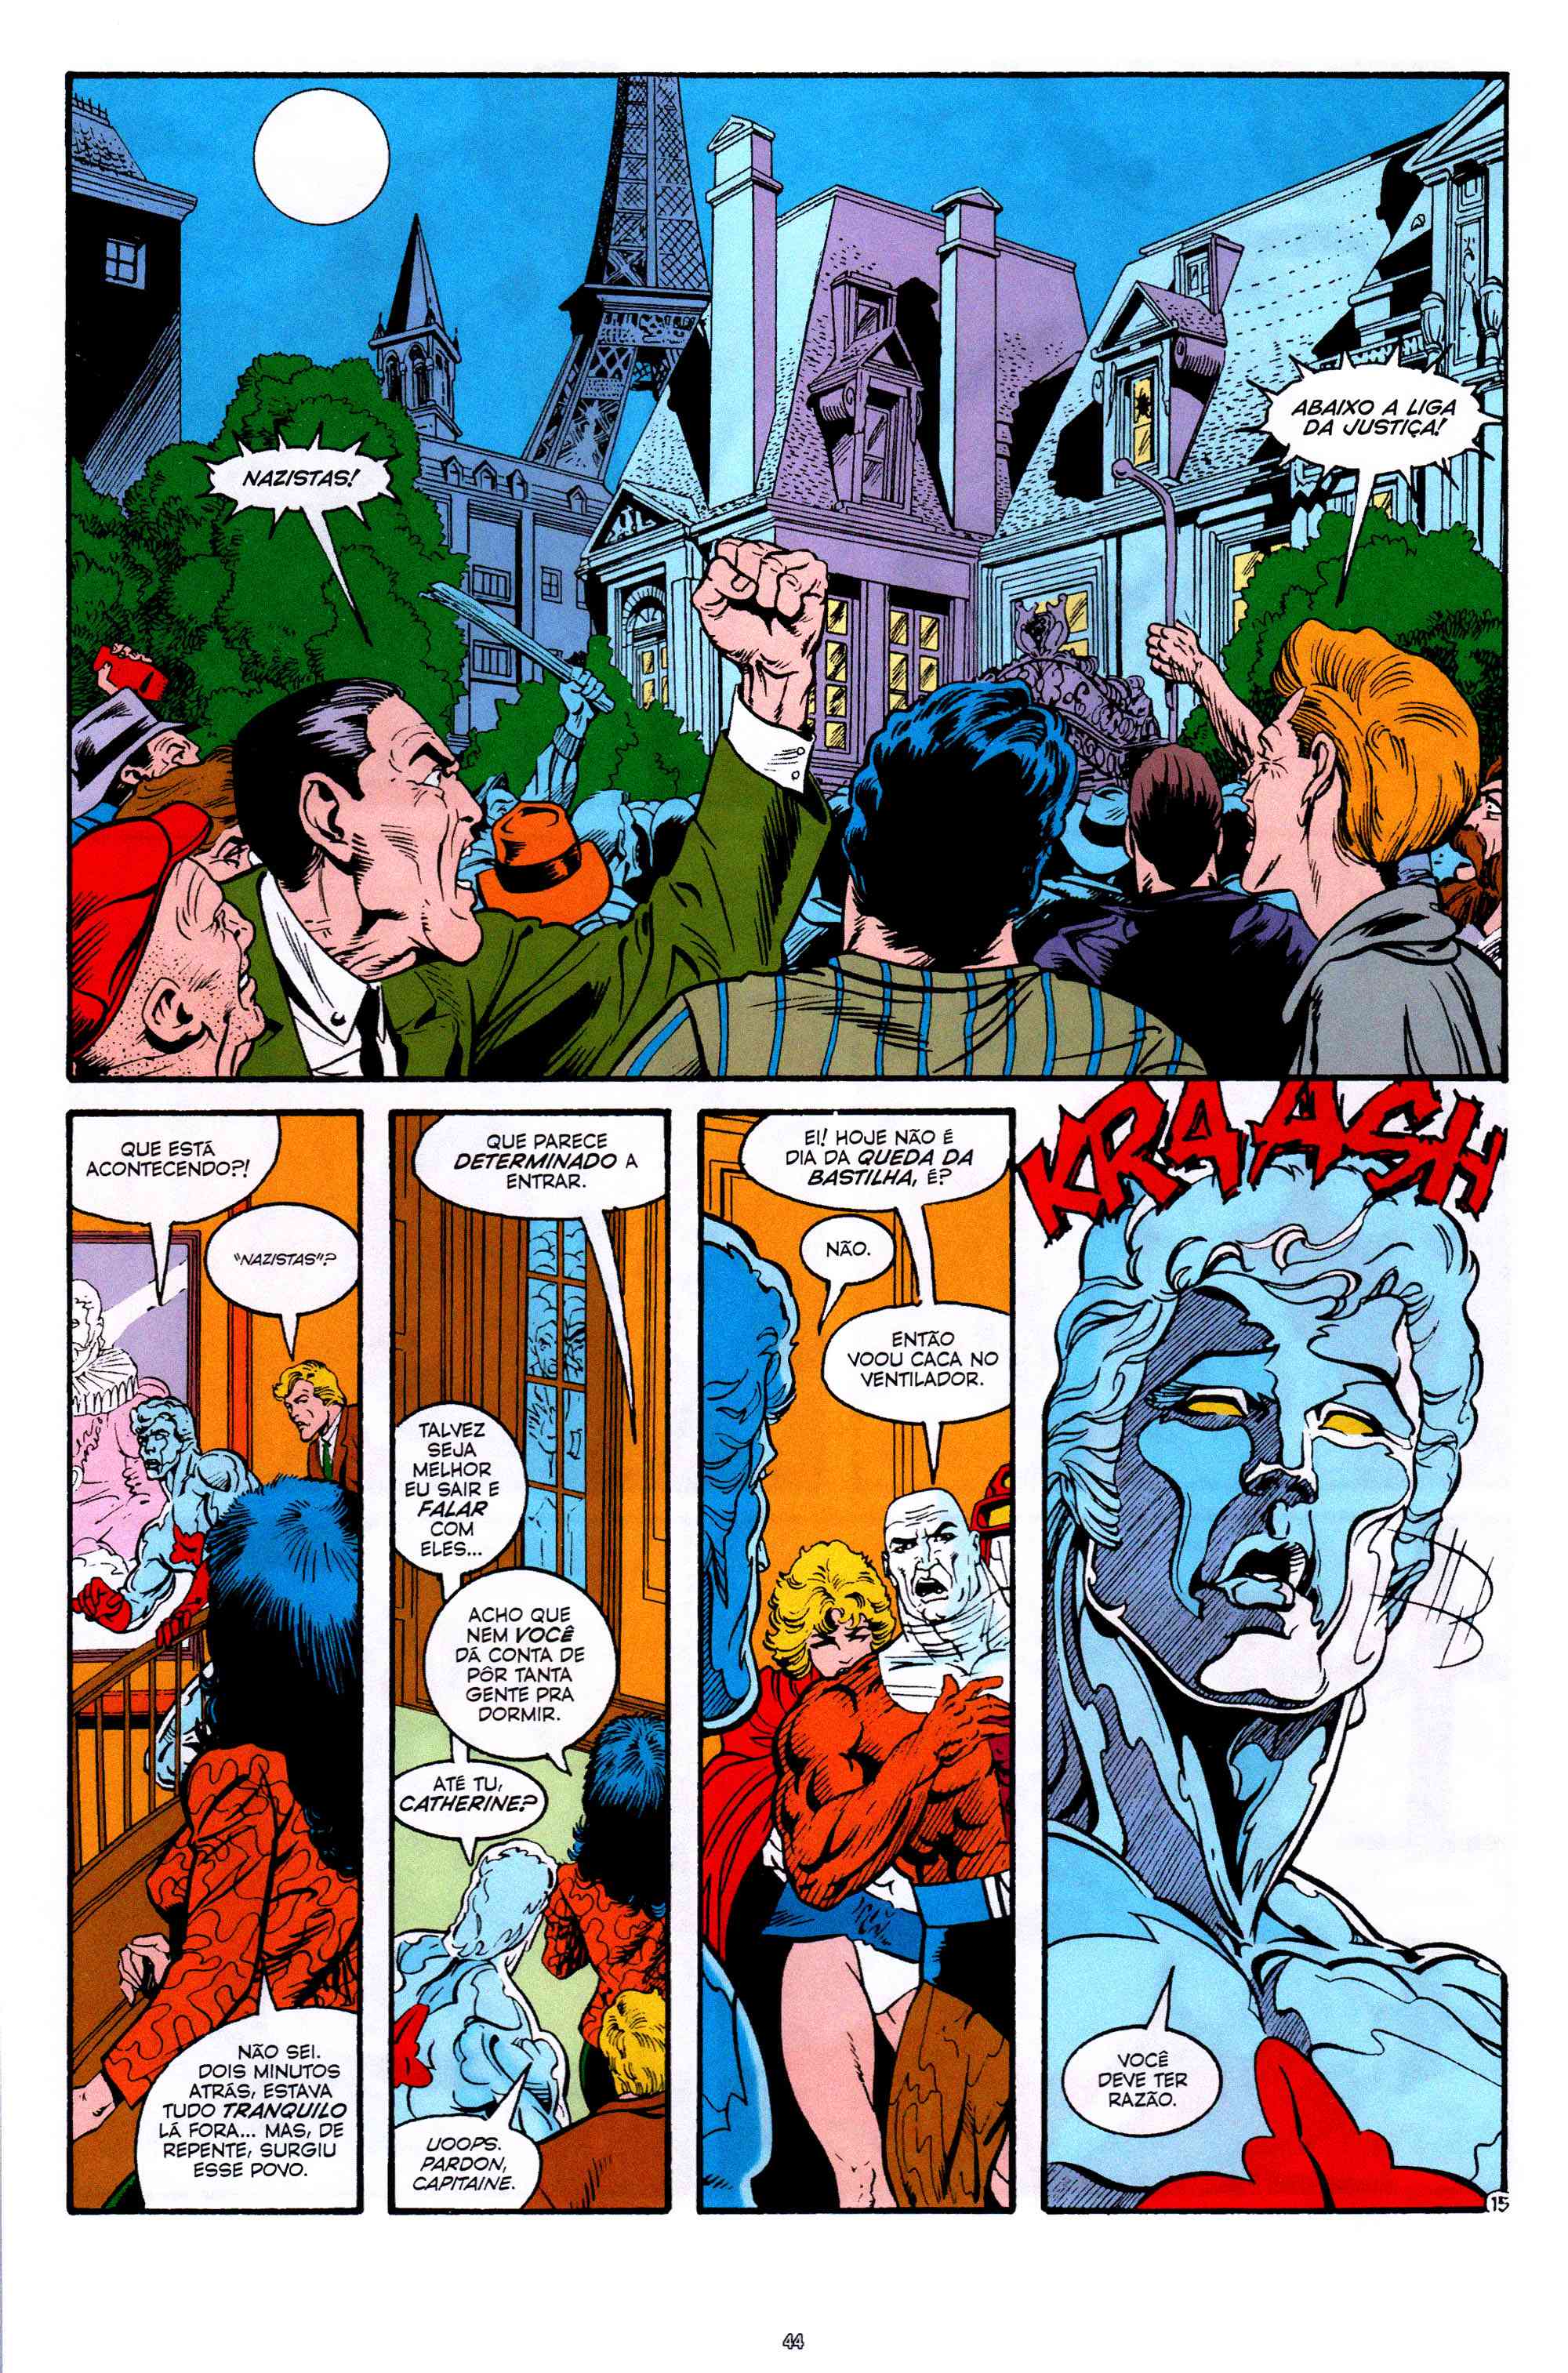 NAZISTAS!
ABAIXO A LIGA
DA JUSTIÇA!
QUE ESTÁ
ACONTECENDO?!
"NAZISTAS"?
NÃO SEI.
DOIS MINUTOS
ATRÁS, ESTAVA
TUDO TRANQUILO
LÁ FORA... MAS, DE
REPENTE, SURGIU
ESSE POVO.
QUE PARECE
DETERMINADO A
ENTRAR.
TALVEZ
SEJA
MELHOR
EU SAIR E
FALAR
COM
ELES...
ACHO QUE
NEM VOCÊ
DÁ CONTA DE
PÔR TANTA
GENTE PRA
DORMIR.
ATÉ TU,
CATHERINE?
UOOPS.
PARDON,
CAPITAINE.
EI! HOJE NÃO É
DIA DA QUEDA DA
BASTILHA, É?
NÃO.
ENTÃO
VOOU CACA NO
VENTILADOR.
KRAASH
VOCÊ
DEVE TER
RAZÃO.
15
44